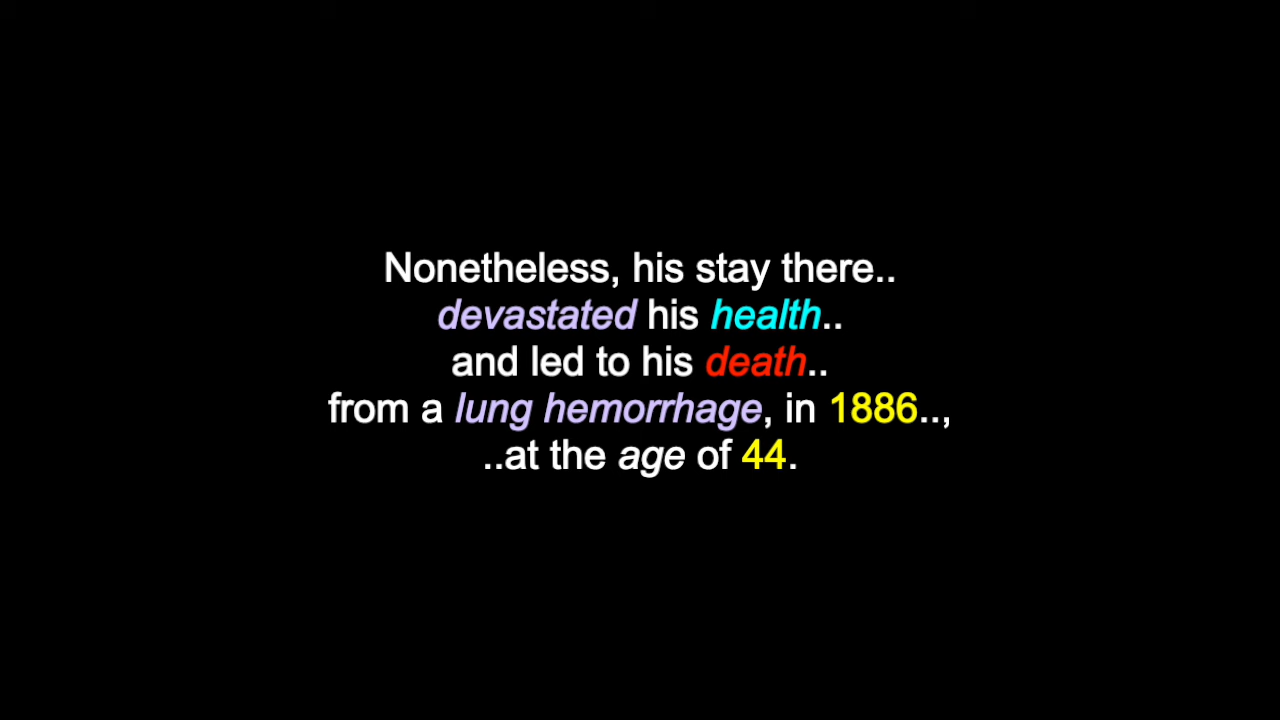 Nonetheless, his stay there..
devastated his health..
and led to his death..
from a lung hemorrhage, in 1886..,
..at the age of 44.